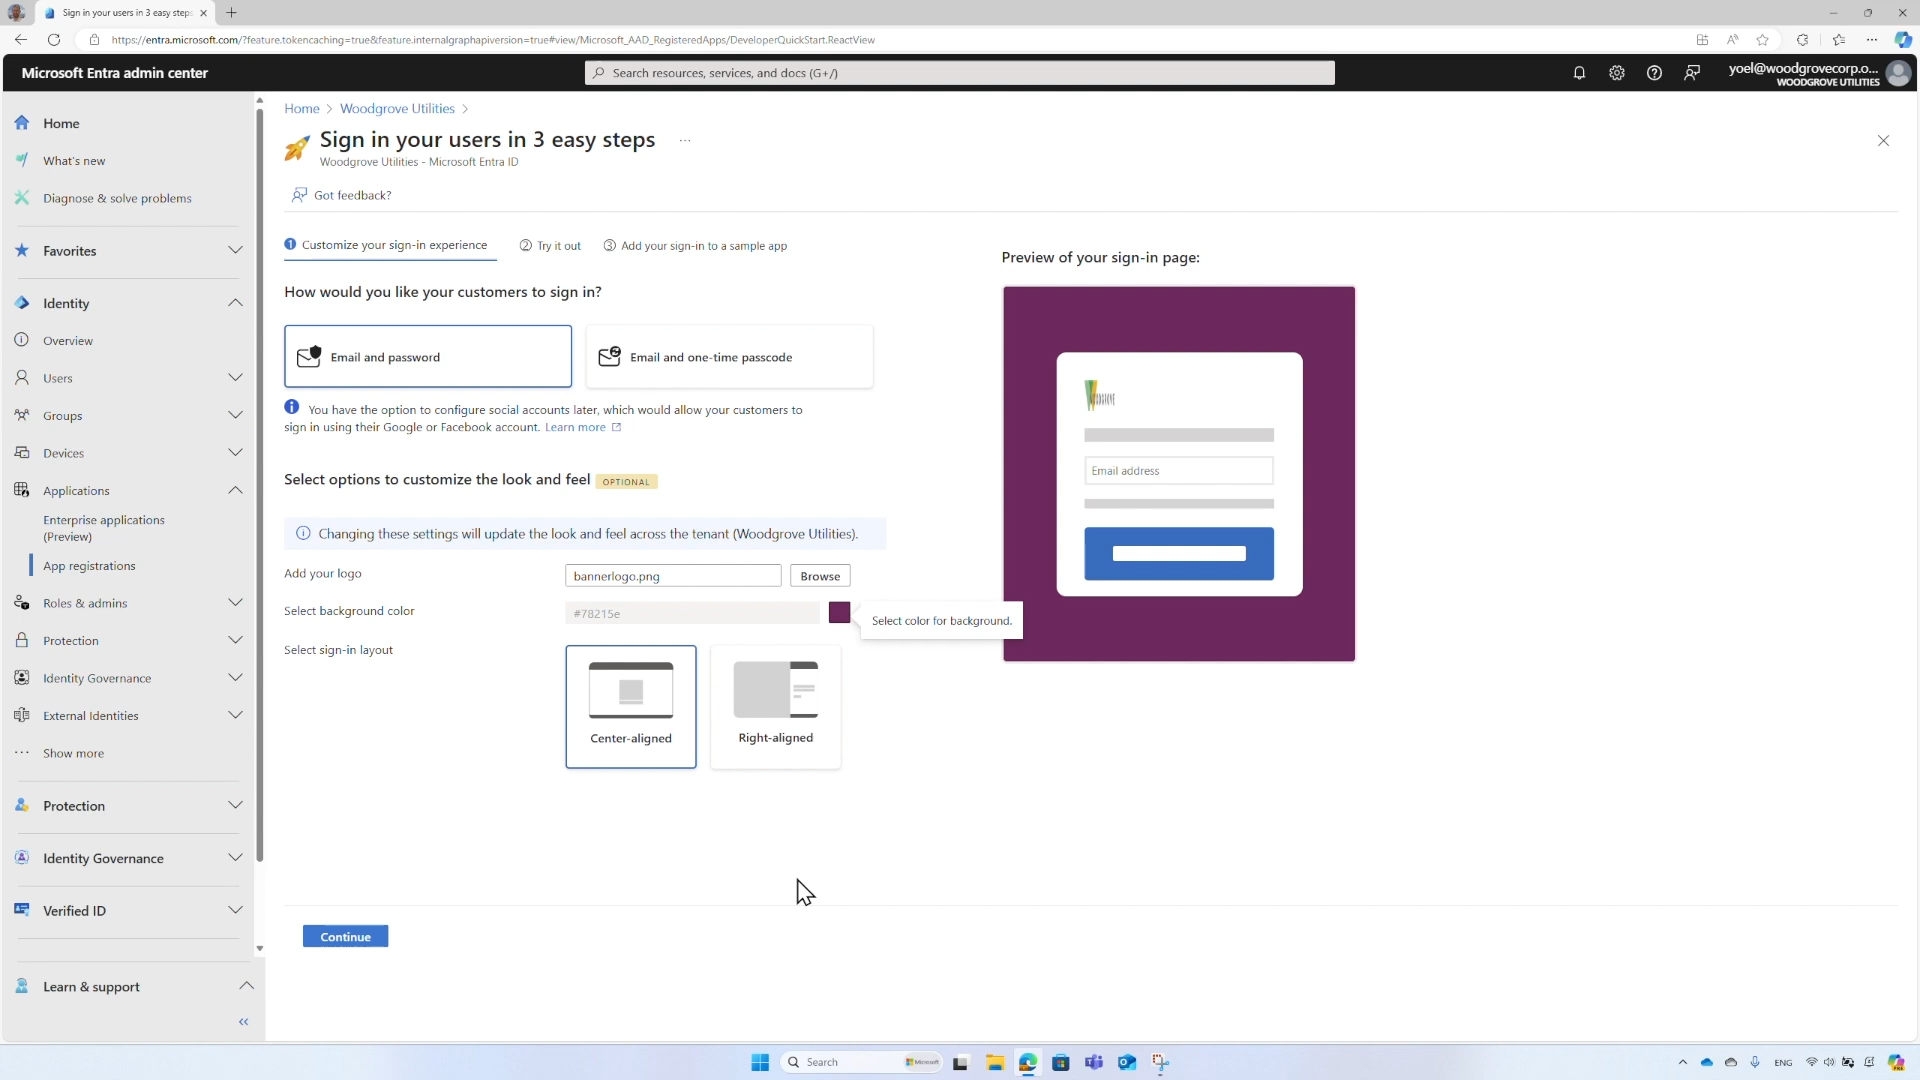 Sign in your users in 3 easy steps
https://entra.microsoft.com/?feature.tokencaching=true&feature.internalgraphapiversion=true#view/Microsoft_AAD_RegisteredApps/DeveloperQuickStart.ReactView
Microsoft Entra admin center
Search resources, services, and docs (G+/)
yoel@woodgrovecorp.o...
WOODGROVE UTILITIES
Home
What's new
Diagnose & solve problems
Favorites
Identity
Overview
Users
Groups
Devices
Applications
Enterprise applications
(Preview)
App registrations
Roles & admins
Protection
Identity Governance
External Identities
Show more
Protection
Identity Governance
Verified ID
Learn & support
Home > Woodgrove Utilities >
Sign in your users in 3 easy steps ...
Woodgrove Utilities - Microsoft Entra ID
Got feedback?
1 Customize your sign-in experience
2 Try it out
3 Add your sign-in to a sample app
How would you like your customers to sign in?
Email and password
Email and one-time passcode
You have the option to configure social accounts later, which would allow your customers to
sign in using their Google or Facebook account. Learn more
Select options to customize the look and feel OPTIONAL
Changing these settings will update the look and feel across the tenant (Woodgrove Utilities).
Add your logo
bannerlogo.png
Browse
Select background color
#78215e
Select color for background.
Select sign-in layout
Center-aligned
Right-aligned
Continue
Preview of your sign-in page:
WOODGROVE
Email address
Search
Microsoft
ENG